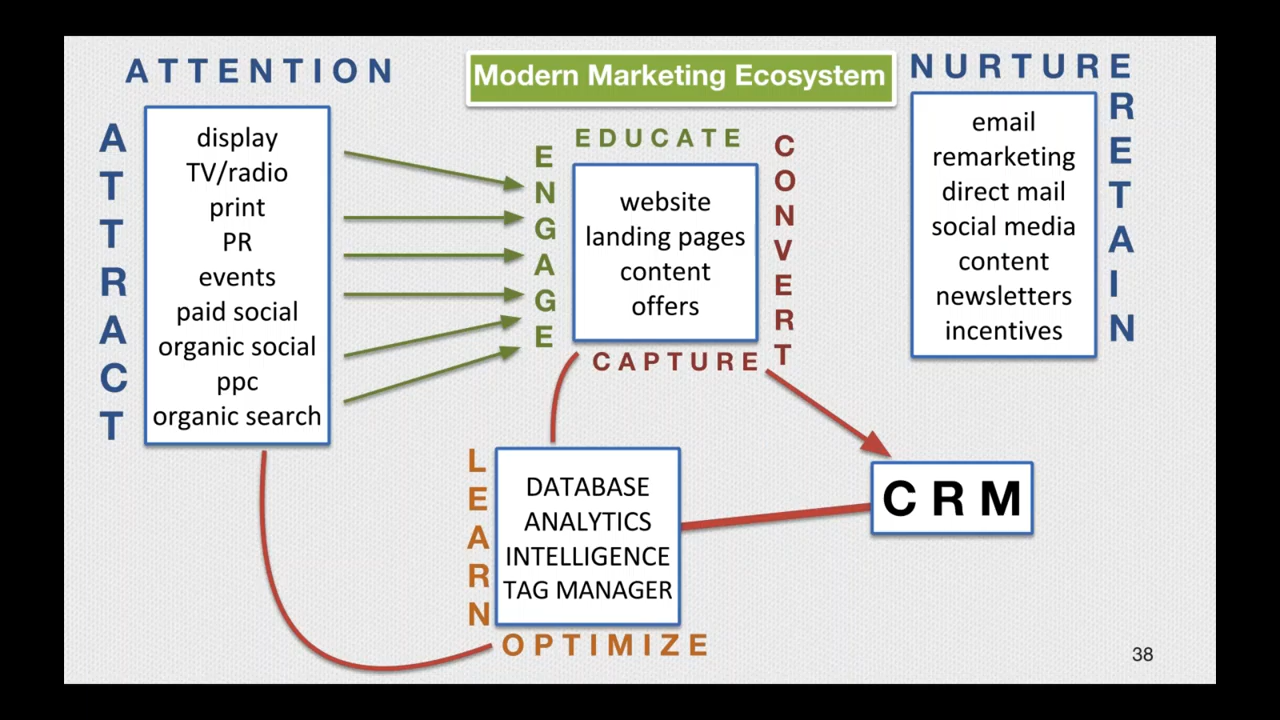 ATTENTION
Modern Marketing Ecosystem
NURTURE
ATTRACT
display
TV/radio
print
PR
events
paid social
organic social
ppc
organic search
EDUCATE
ENGAGE
website
landing pages
content
offers
CONVERT
CAPTURE
email
remarketing
direct mail
social media
content
newsletters
incentives
RETAIN
LEARN
DATABASE
ANALYTICS
INTELLIGENCE
TAG MANAGER
OPTIMIZE
CRM
38